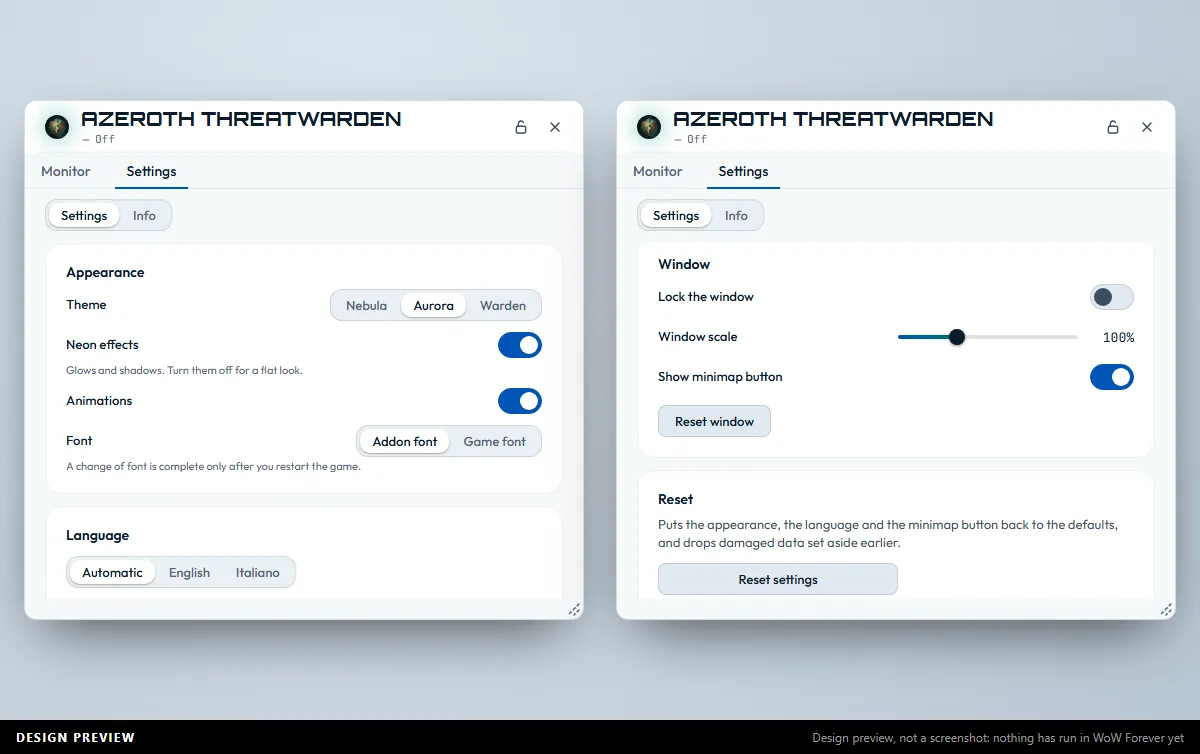 AZEROTH THREATWARDEN
— Off
Monitor Settings
Settings Info
Appearance
Theme Nebula Aurora Warden
Neon effects
Glows and shadows. Turn them off for a flat look.
Animations
Font Addon font Game font
A change of font is complete only after you restart the game.
Language
Automatic English Italiano
AZEROTH THREATWARDEN
— Off
Monitor Settings
Settings Info
Window
Lock the window
Window scale 100%
Show minimap button
Reset window
Reset
Puts the appearance, the language and the minimap button back to the defaults,
and drops damaged data set aside earlier.
Reset settings
DESIGN PREVIEW
Design preview, not a screenshot: nothing has run in WoW Forever yet